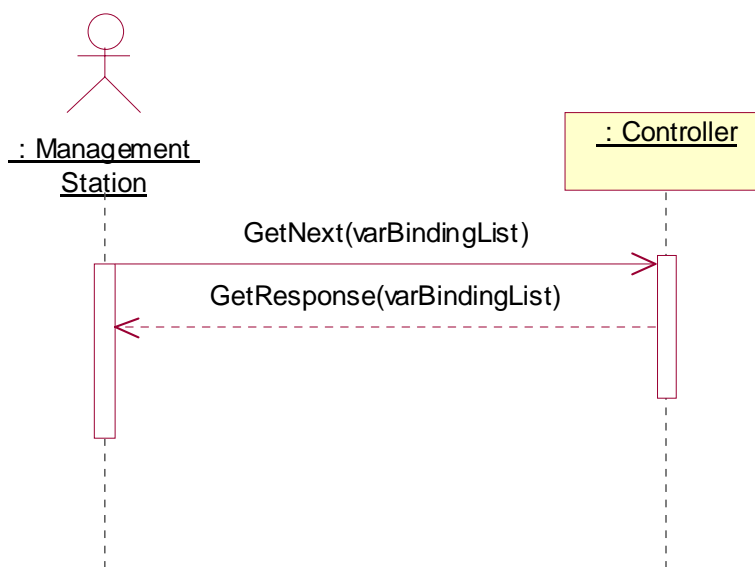 : Management
Station
: Controller
GetNext(varBindingList)
GetResponse(varBindingList)